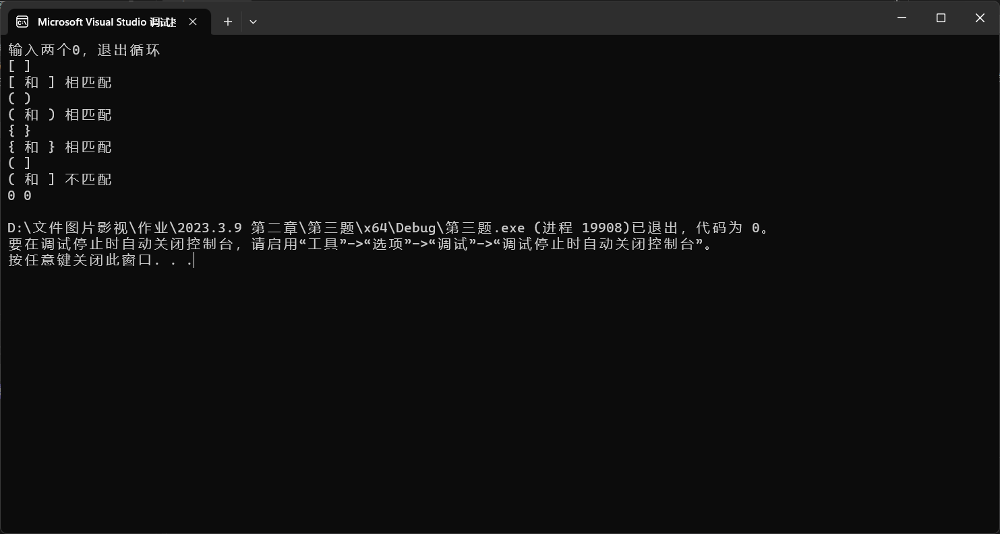 Microsoft Visual Studio 调试
输入两个0，退出循环
[ ]
[ 和 ] 相匹配
( )
( 和 ) 相匹配
{ }
{ 和 } 相匹配
( ]
( 和 ] 不匹配
0 0
D:\文件图片影视\作业\2023.3.9 第二章\第三题\x64\Debug\第三题.exe (进程 19908)已退出，代码为 0。
要在调试停止时自动关闭控制台，请启用“工具”->“选项”->“调试”->“调试停止时自动关闭控制台”。
按任意键关闭此窗口. . .